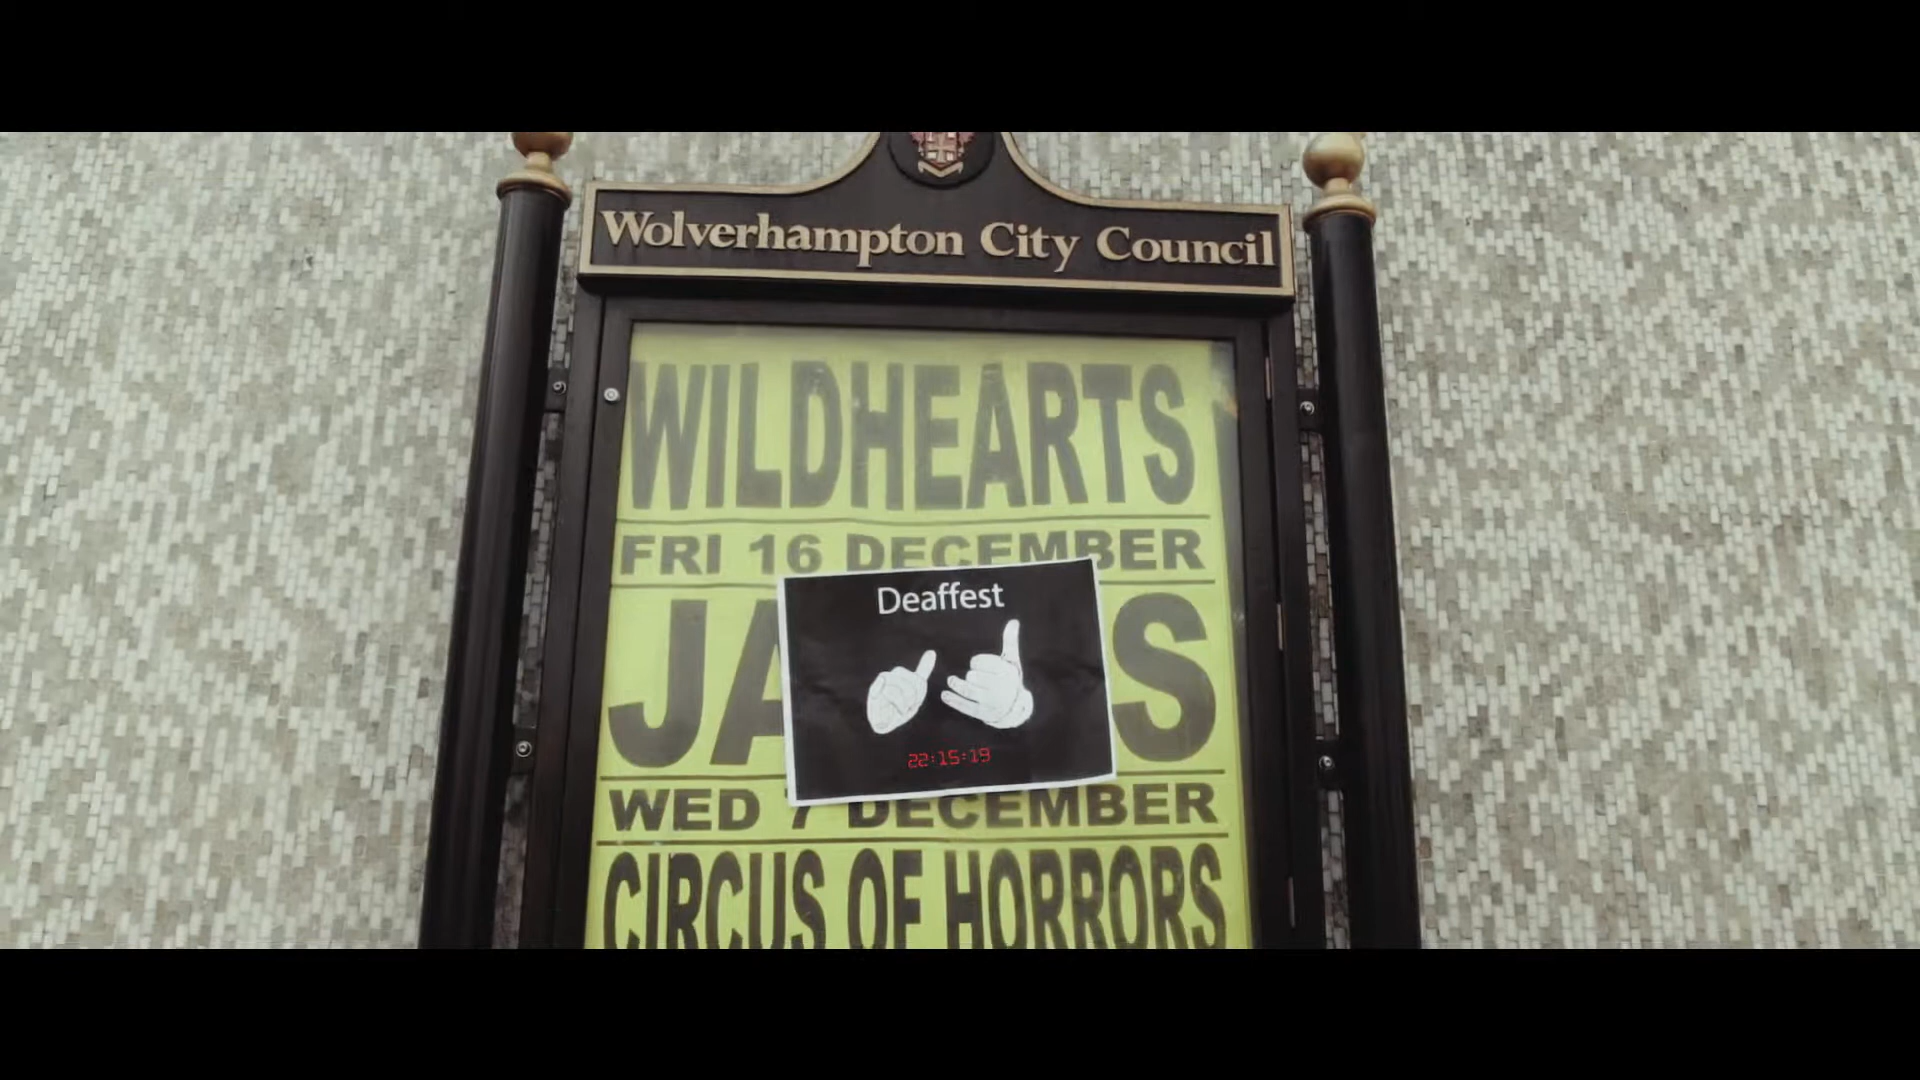 Wolverhampton City Council
WILDHEARTS
FRI 16 DECEMBER
Deaffest
22:15:19
WED 7 DECEMBER
CIRCUS OF HORRORS